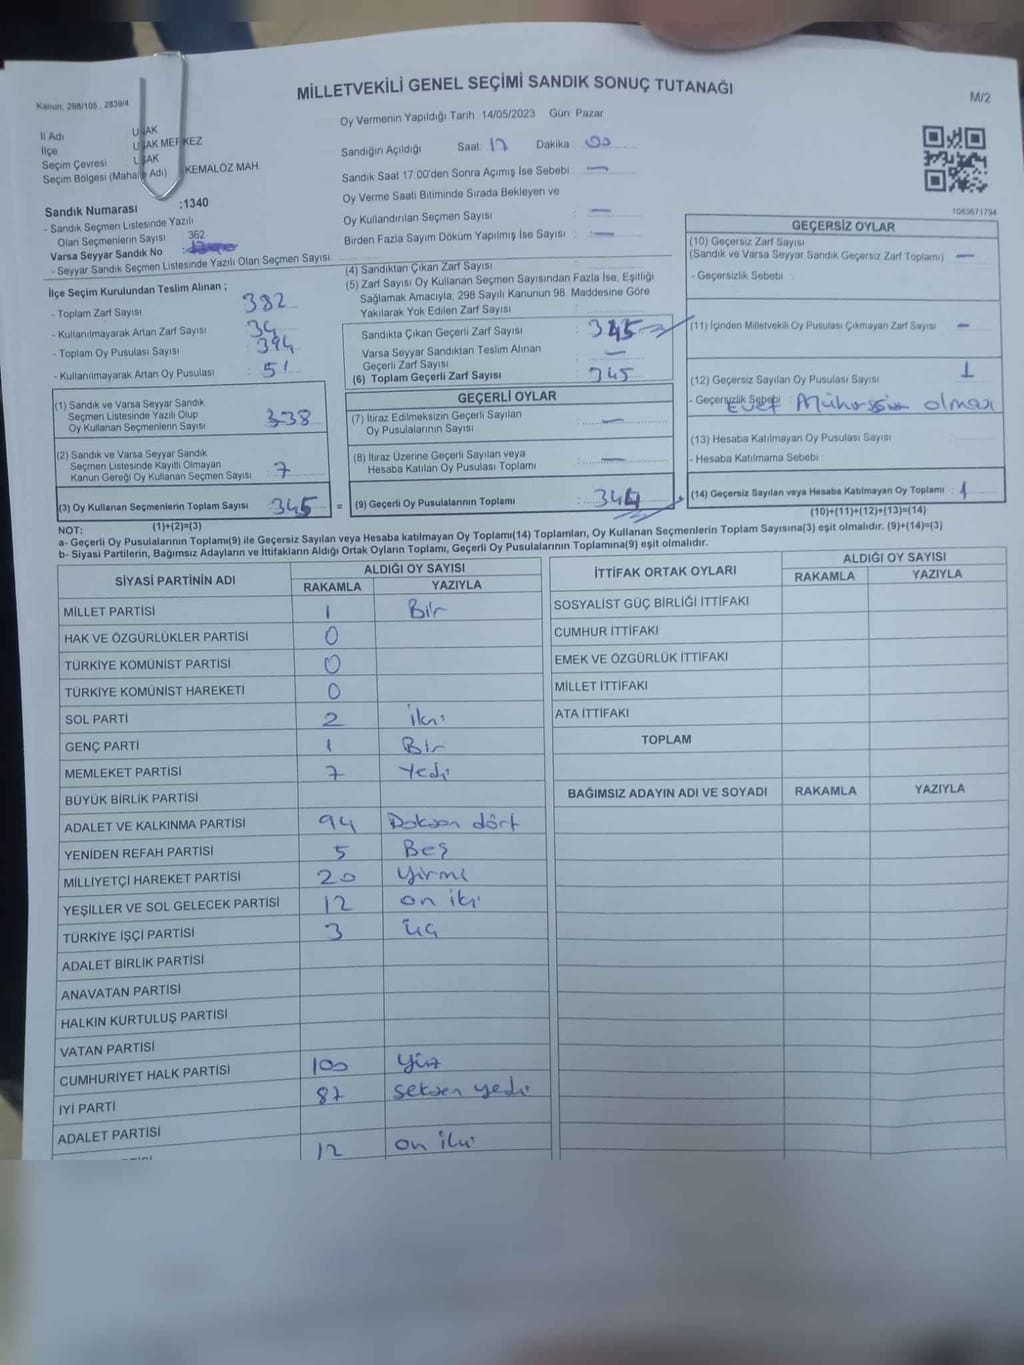 MİLLETVEKİLİ GENEL SEÇİMİ SANDIK SONUÇ TUTANAĞI
M/2
Kanun: 298/105 , 2839/4
Oy Vermenin Yapıldığı Tarih 14/05/2023 Gün: Pazar
İl Adı UŞAK
İlçe UŞAK MERKEZ
Seçim Çevresi UŞAK
Seçim Bölgesi (Mahalle Adı) KEMALÖZ MAH.
Sandığın Açıldığı Saat 17 Dakika 00
Sandık Saat 17:00'den Sonra Açımış İse Sebebi : —
Oy Verme Saati Bitiminde Sırada Bekleyen ve
Oy Kullandırılan Seçmen Sayısı : —
Birden Fazla Sayım Döküm Yapılmış İse Sayısı : —
Sandık Numarası :1340
- Sandık Seçmen Listesinde Yazılı
Olan Seçmenlerin Sayısı : 362
Varsa Seyyar Sandık No :
- Seyyar Sandık Seçmen Listesinde Yazılı Olan Seçmen Sayısı:
1063671794
İlçe Seçim Kurulundan Teslim Alınan ;
- Toplam Zarf Sayısı : 382
- Kullanılmayarak Artan Zarf Sayısı : 34
- Toplam Oy Pusulası Sayısı : 394
- Kullanılmayarak Artan Oy Pusulası : 51
(1) Sandık ve Varsa Seyyar Sandık
Seçmen Listesinde Yazılı Olup
Oy Kullanan Seçmenlerin Sayısı : 338
(2) Sandık ve Varsa Seyyar Sandık
Seçmen Listesinde Kayıtlı Olmayan
Kanun Gereği Oy Kullanan Seçmen Sayısı : 7
(3) Oy Kullanan Seçmenlerin Toplam Sayısı : 345 =
(1)+(2)=(3)
(4) Sandıktan Çıkan Zarf Sayısı :
(5) Zarf Sayısı Oy Kullanan Seçmen Sayısından Fazla İse, Eşitliği
Sağlamak Amacıyla, 298 Sayılı Kanunun 98. Maddesine Göre
Yakılarak Yok Edilen Zarf Sayısı :
Sandıkta Çıkan Geçerli Zarf Sayısı : 345
Varsa Seyyar Sandıktan Teslim Alınan
Geçerli Zarf Sayısı : —
(6) Toplam Geçerli Zarf Sayısı : 345
GEÇERLİ OYLAR
(7) İtiraz Edilmeksizin Geçerli Sayılan
Oy Pusulalarının Sayısı : —
(8) İtiraz Üzerine Geçerli Sayılan veya
Hesaba Katılan Oy Pusulası Toplamı : —
(9) Geçerli Oy Pusulalarının Toplamı : 344
GEÇERSİZ OYLAR
(10) Geçersiz Zarf Sayısı
(Sandık ve Varsa Seyyar Sandık Geçersiz Zarf Toplamı) : —
- Geçersizlik Sebebi :
(11) İçinden Milletvekili Oy Pusulası Çıkmayan Zarf Sayısı : —
(12) Geçersiz Sayılan Oy Pusulası Sayısı : 1
- Geçersizlik Sebebi : Evet olması
(13) Hesaba Katılmayan Oy Pusulası Sayısı :
- Hesaba Katılmama Sebebi :
(14) Geçersiz Sayılan veya Hesaba Katılmayan Oy Toplamı : 1
(10)+(11)+(12)+(13)=(14)
NOT:
a- Geçerli Oy Pusulalarının Toplamı(9) ile Geçersiz Sayılan veya Hesaba katılmayan Oy Toplamı(14) Toplamları, Oy Kullanan Seçmenlerin Toplam Sayısına(3) eşit olmalıdır. (9)+(14)=(3)
b- Siyasi Partilerin, Bağımsız Adayların ve İttifakların Aldığı Ortak Oyların Toplamı, Geçerli Oy Pusulalarının Toplamına(9) eşit olmalıdır.
SİYASİ PARTİNİN ADI
ALDIĞI OY SAYISI
RAKAMLA YAZIYLA
MİLLET PARTİSİ 1 Bir
HAK VE ÖZGÜRLÜKLER PARTİSİ 0
TÜRKİYE KOMÜNİST PARTİSİ 0
TÜRKİYE KOMÜNİST HAREKETİ 0
SOL PARTİ 2 iki
GENÇ PARTİ 1 Bir
MEMLEKET PARTİSİ 7 Yedi
BÜYÜK BİRLİK PARTİSİ
ADALET VE KALKINMA PARTİSİ 94 Doksan dört
YENİDEN REFAH PARTİSİ 5 Beş
MİLLİYETÇİ HAREKET PARTİSİ 20 Yirmi
YEŞİLLER VE SOL GELECEK PARTİSİ 12 on iki
TÜRKİYE İŞÇİ PARTİSİ 3 üç
ADALET BİRLİK PARTİSİ
ANAVATAN PARTİSİ
HALKIN KURTULUŞ PARTISI
VATAN PARTİSİ
CUMHURİYET HALK PARTİSİ 100 Yüz
İYİ PARTİ 87 seksen yedi
ADALET PARTİSİ
12 on iki
İTTİFAK ORTAK OYLARI
ALDIĞI OY SAYISI
RAKAMLA YAZIYLA
SOSYALİST GÜÇ BİRLİĞİ İTTİFAKI
CUMHUR İTTİFAKI
EMEK VE ÖZGÜRLÜK İTTİFAKI
MİLLET İTTİFAKI
ATA İTTİFAKI
TOPLAM
BAĞIMSIZ ADAYIN ADI VE SOYADI RAKAMLA YAZIYLA